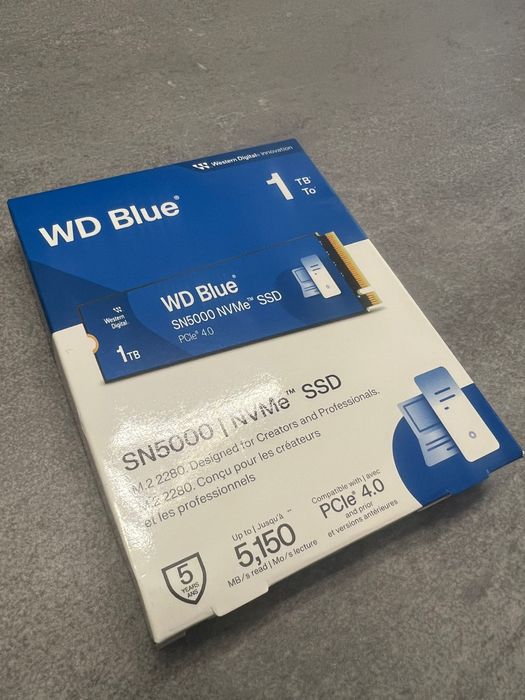 Western Digital® Innovation
WD Blue®
1 TB
To
WD Blue®
SN5000 NVMe™ SSD
PCIe® 4.0
Western
Digital®
1TB
SN5000 | NVMe™ SSD
M.2 2280. Designed for Creators and Professionals.
M.2 2280. Conçu pour les créateurs
et les professionnels
5
YEARS
ANS
Up to | Jusqu'à
5,150
MB/s read | Mo/s lecture
Compatible with | avec
PCIe® 4.0
and prior
et versions antérieures